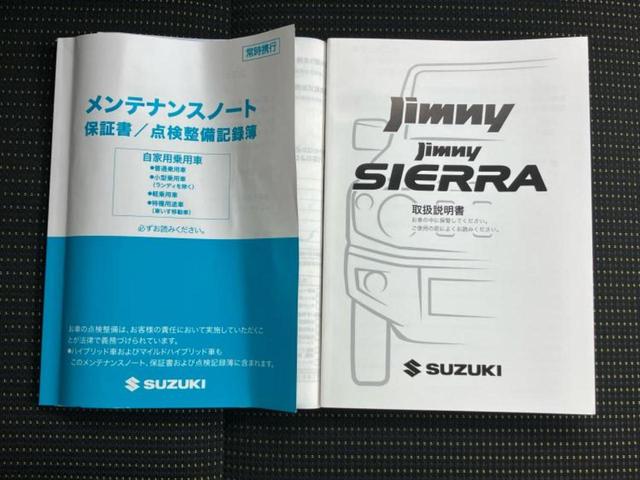 常時携行
メンテナンスノート
保証書／点検整備記録簿
自家用乗用車
●普通乗用車
●小型乗用車
(ランディを除く)
●軽乗用車
●特種用途車
(車いす移動車)
必ずお読みください。
お車の点検整備は、お客様の責任において実施していただくこ
とが法律で義務づけられています。
●ハイブリッド車およびマイルドハイブリッド車も
このメンテナンスノート、保証書および点検記録簿に含まれます。
SUZUKI
Jimny
Jimny
SIERRA
取扱説明書
お車の中に保管してください。
ご使用の前によくお読みください。
SUZUKI